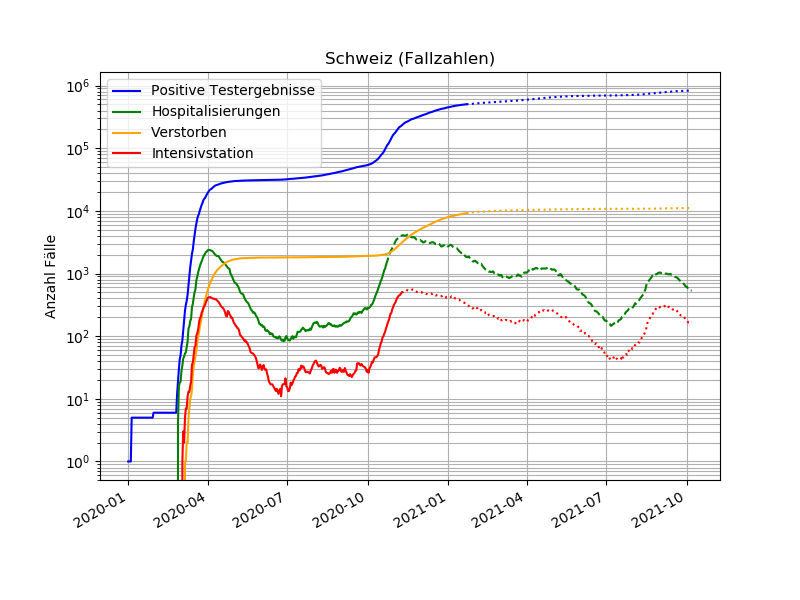 Schweiz (Fallzahlen)
Positive Testergebnisse
Hospitalisierungen
Verstorben
Intensivstation
Anzahl Fälle
10⁶
10⁵
10⁴
10³
10²
10¹
10⁰
2020-01
2020-04
2020-07
2020-10
2021-01
2021-04
2021-07
2021-10